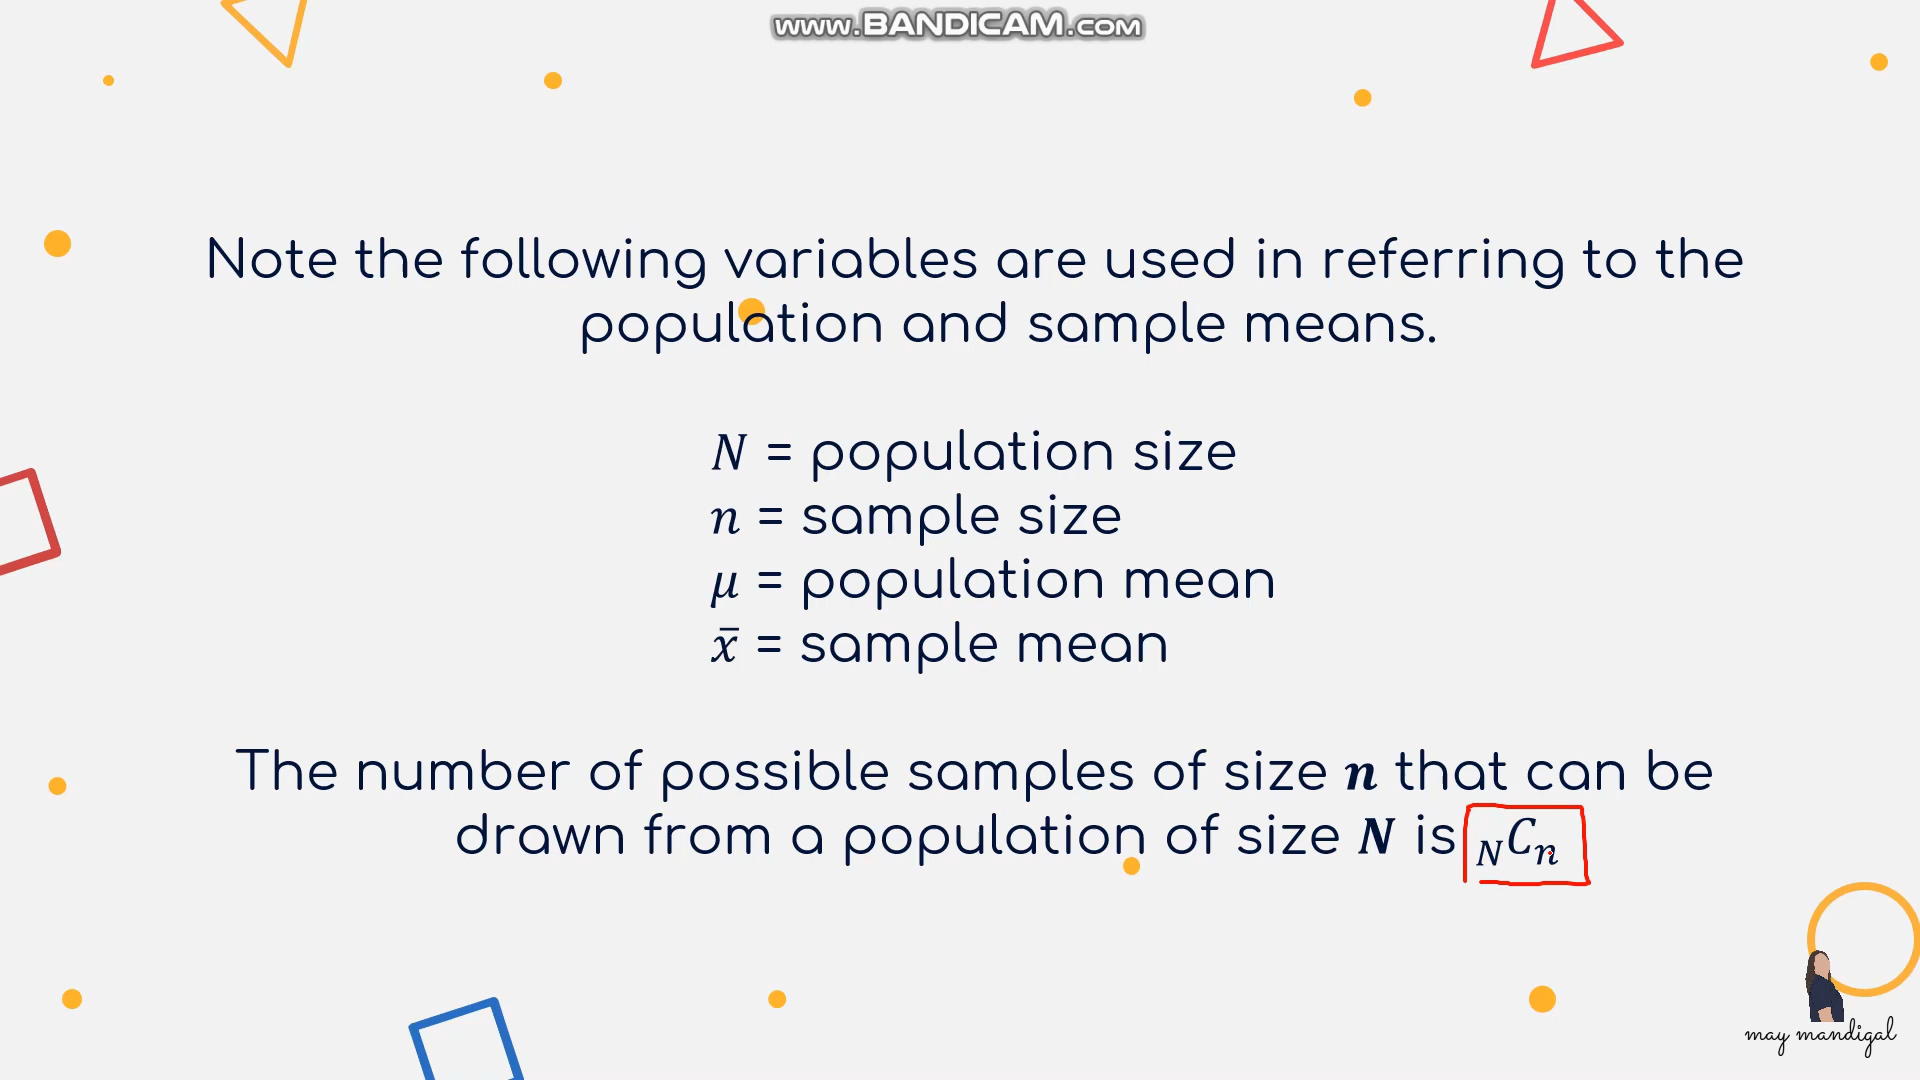 www.BANDICAM.com
Note the following variables are used in referring to the
population and sample means.
N = population size
n = sample size
μ = population mean
x̄ = sample mean
The number of possible samples of size n that can be
drawn from a population of size N is NCn
may mandigal